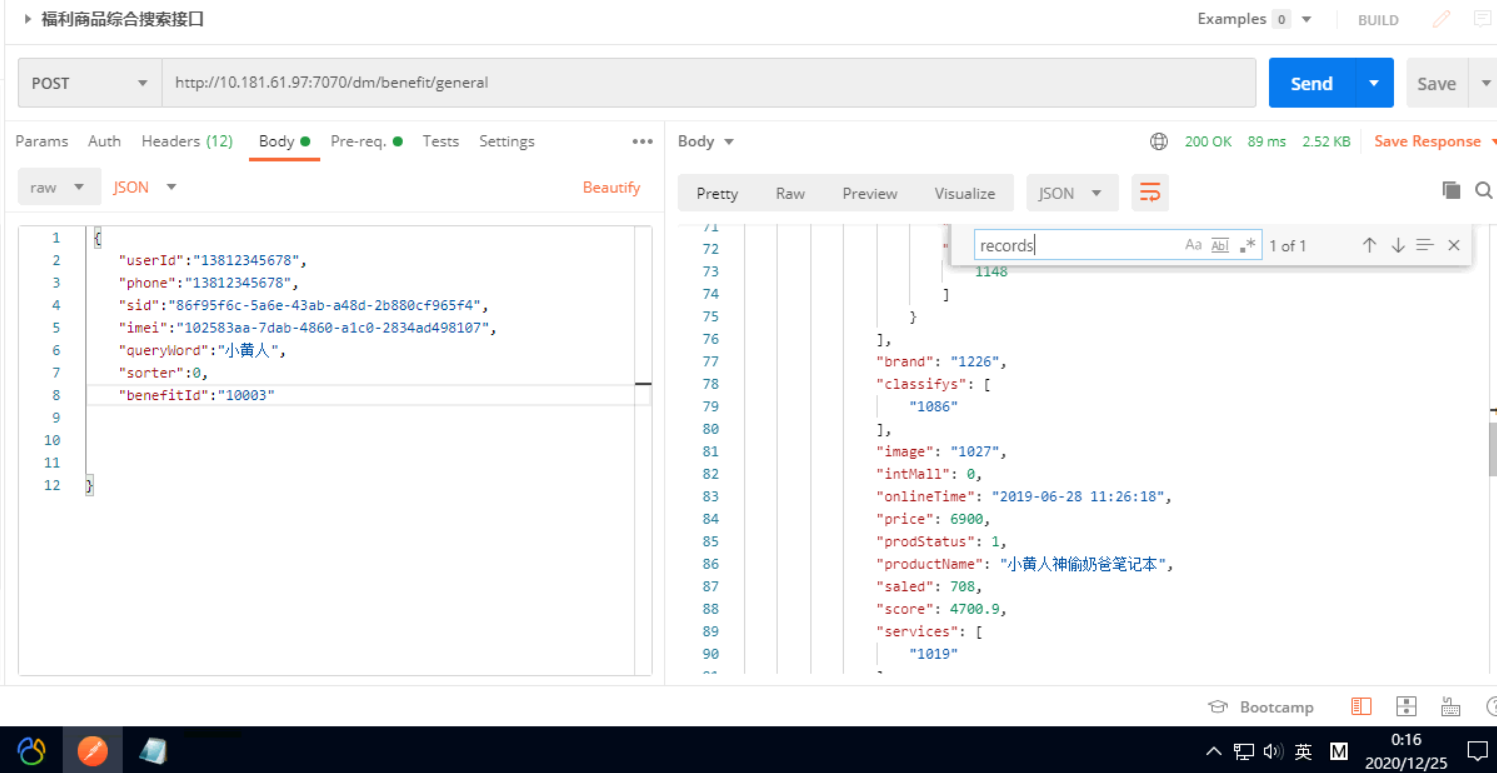 福利商品综合搜索接口
Examples 0
BUILD
POST
http://10.181.61.97:7070/dm/benefit/general
Send
Save
Params Auth Headers (12) Body Pre-req. Tests Settings
raw JSON Beautify
1 {
2 "userId":"13812345678",
3 "phone":"13812345678",
4 "sid":"86f95f6c-5a6e-43ab-a48d-2b880cf965f4",
5 "imei":"102583aa-7dab-4860-a1c0-2834ad498107",
6 "queryWord":"小黄人",
7 "sorter":0,
8 "benefitId":"10003"
9
10
11
12 }
Body 200 OK 89 ms 2.52 KB Save Response
Pretty Raw Preview Visualize JSON
records Aa Abl .* 1 of 1
71
72 "
73 1148
74 ]
75 }
76 ],
77 "brand": "1226",
78 "classifys": [
79 "1086"
80 ],
81 "image": "1027",
82 "intMall": 0,
83 "onlineTime": "2019-06-28 11:26:18",
84 "price": 6900,
85 "prodStatus": 1,
86 "productName": "小黄人神偷奶爸笔记本",
87 "saled": 708,
88 "score": 4700.9,
89 "services": [
90 "1019"
Bootcamp
英 M 0:16
2020/12/25